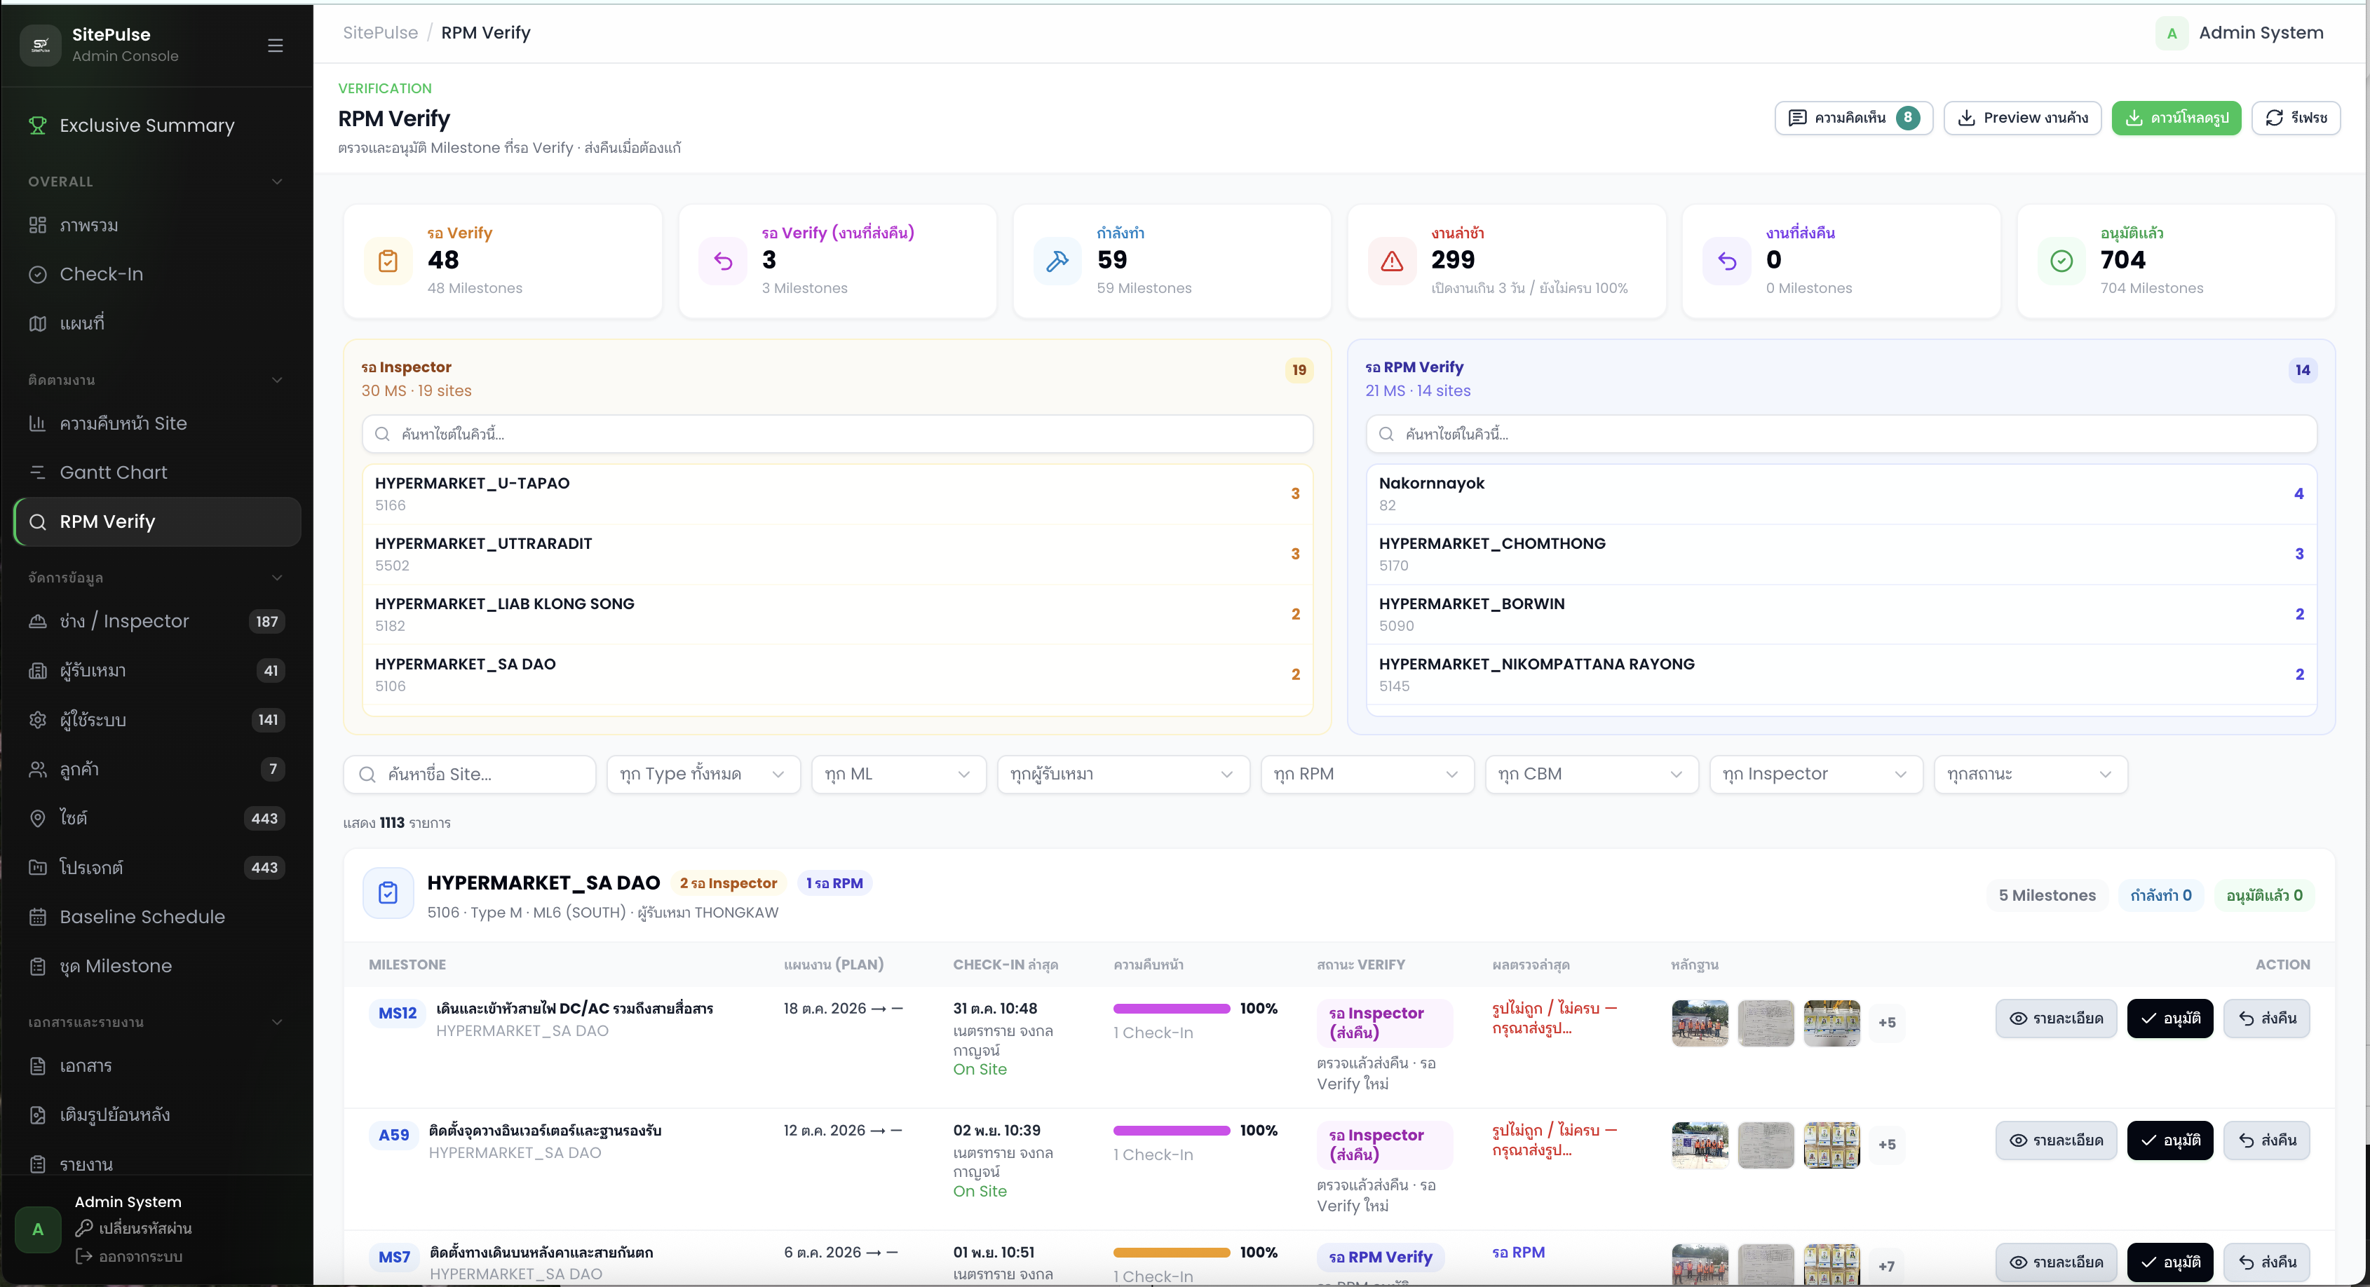 SitePulse
Admin Console
Exclusive Summary
OVERALL
ภาพรวม
Check-In
แผนที่
ติดตามงาน
ความคืบหน้า Site
Gantt Chart
RPM Verify
จัดการข้อมูล
ช่าง / Inspector 187
ผู้รับเหมา 41
ผู้ใช้ระบบ 141
ลูกค้า 7
ไซต์ 443
โปรเจกต์ 443
Baseline Schedule
ชุด Milestone
เอกสารและรายงาน
เอกสาร
เติมรูปย้อนหลัง
รายงาน
A
Admin System
เปลี่ยนรหัสผ่าน
ออกจากระบบ
SitePulse / RPM Verify
A Admin System
VERIFICATION
RPM Verify
ตรวจและอนุมัติ Milestone ที่รอ Verify · ส่งคืนเมื่อต้องแก้
ความคิดเห็น 8
Preview งานค้าง
ดาวน์โหลดรูป
รีเฟรช
รอ Verify
48
48 Milestones
รอ Verify (งานที่ส่งคืน)
3
3 Milestones
กำลังทำ
59
59 Milestones
งานล่าช้า
299
เปิดงานเกิน 3 วัน / ยังไม่ครบ 100%
งานที่ส่งคืน
0
0 Milestones
อนุมัติแล้ว
704
704 Milestones
รอ Inspector 19
30 MS · 19 sites
ค้นหาไซต์ในคิวนี้...
HYPERMARKET_U-TAPAO
5166
3
HYPERMARKET_UTTRARADIT
5502
3
HYPERMARKET_LIAB KLONG SONG
5182
2
HYPERMARKET_SA DAO
5106
2
รอ RPM Verify 14
21 MS · 14 sites
ค้นหาไซต์ในคิวนี้...
Nakornnayok
82
4
HYPERMARKET_CHOMTHONG
5170
3
HYPERMARKET_BORWIN
5090
2
HYPERMARKET_NIKOMPATTANA RAYONG
5145
2
ค้นหาชื่อ Site...
ทุก Type ทั้งหมด
ทุก ML
ทุกผู้รับเหมา
ทุก RPM
ทุก CBM
ทุก Inspector
ทุกสถานะ
แสดง 1113 รายการ
HYPERMARKET_SA DAO 2 รอ Inspector 1 รอ RPM
5106 · Type M · ML6 (SOUTH) · ผู้รับเหมา THONGKAW
5 Milestones กำลังทำ 0 อนุมัติแล้ว 0
MILESTONE แผนงาน (PLAN) CHECK-IN ล่าสุด ความคืบหน้า สถานะ VERIFY ผลตรวจล่าสุด หลักฐาน ACTION
MS12 เดินและเข้าหัวสายไฟ DC/AC รวมถึงสายสื่อสาร
HYPERMARKET_SA DAO
18 ต.ค. 2026 → —
31 ต.ค. 10:48
เนตรทราย จงกล
กาญจน์
On Site
100%
1 Check-In
รอ Inspector
(ส่งคืน)
ตรวจแล้วส่งคืน · รอ
Verify ใหม่
รูปไม่ถูก / ไม่ครบ —
กรุณาส่งรูป...
+5
รายละเอียด
อนุมัติ
ส่งคืน
A59 ติดตั้งจุดวางอินเวอร์เตอร์และฐานรองรับ
HYPERMARKET_SA DAO
12 ต.ค. 2026 → —
02 พ.ย. 10:39
เนตรทราย จงกล
กาญจน์
On Site
100%
1 Check-In
รอ Inspector
(ส่งคืน)
ตรวจแล้วส่งคืน · รอ
Verify ใหม่
รูปไม่ถูก / ไม่ครบ —
กรุณาส่งรูป...
+5
รายละเอียด
อนุมัติ
ส่งคืน
MS7 ติดตั้งทางเดินบนหลังคาและสายกันตก
HYPERMARKET_SA DAO
6 ต.ค. 2026 → —
01 พ.ย. 10:51
เนตรทราย จงกล
100%
1 Check-In
รอ RPM Verify
รอ RPM
+7
รายละเอียด
อนุมัติ
ส่งคืน